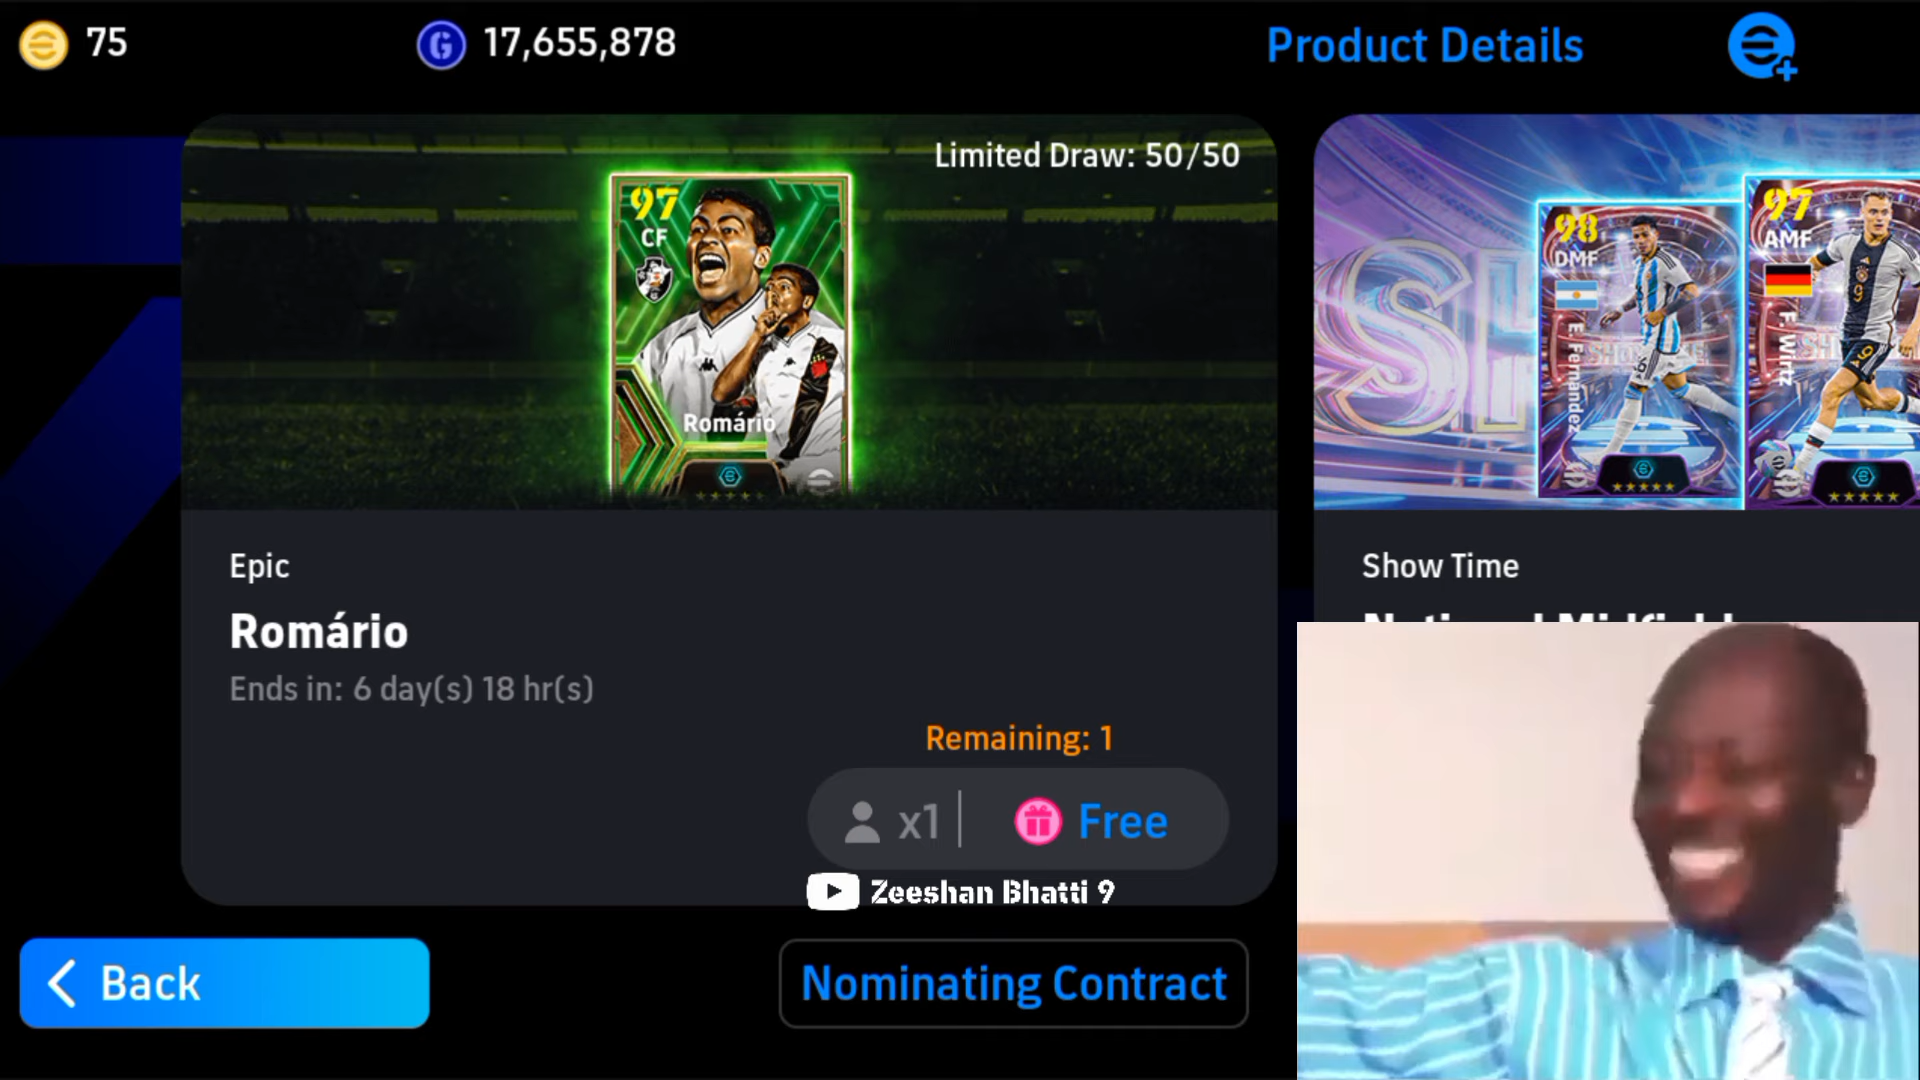 75
17,655,878
Product Details
Limited Draw: 50/50
97
CF
Romário
98
DMF
E. Fernández
97
AMF
F. Wirtz
Epic
Romário
Ends in: 6 day(s) 18 hr(s)
Remaining: 1
x1
Free
Show Time
Zeeshan Bhatti 9
Back
Nominating Contract